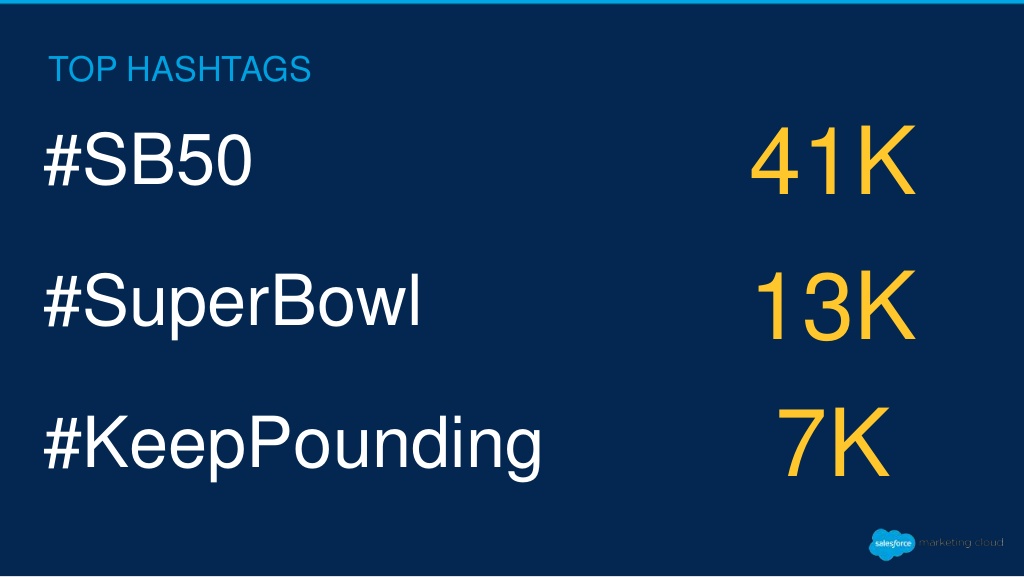 TOP HASHTAGS
#SB50 41K
#SuperBowl 13K
#KeepPounding 7K
salesforce marketing cloud